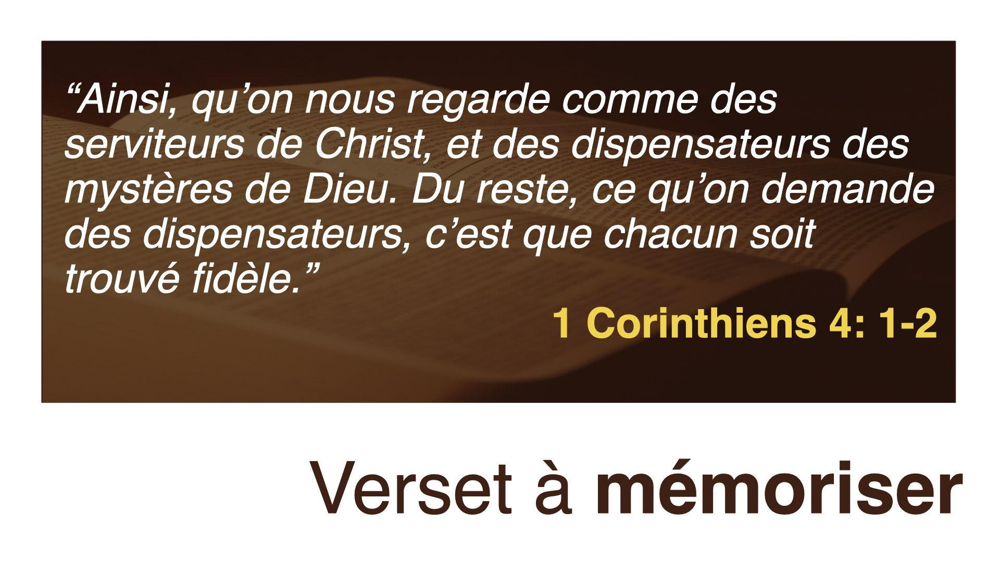 “Ainsi, qu’on nous regarde comme des
serviteurs de Christ, et des dispensateurs des
mystères de Dieu. Du reste, ce qu’on demande
des dispensateurs, c’est que chacun soit
trouvé fidèle.”
1 Corinthiens 4: 1-2
Verset à mémoriser